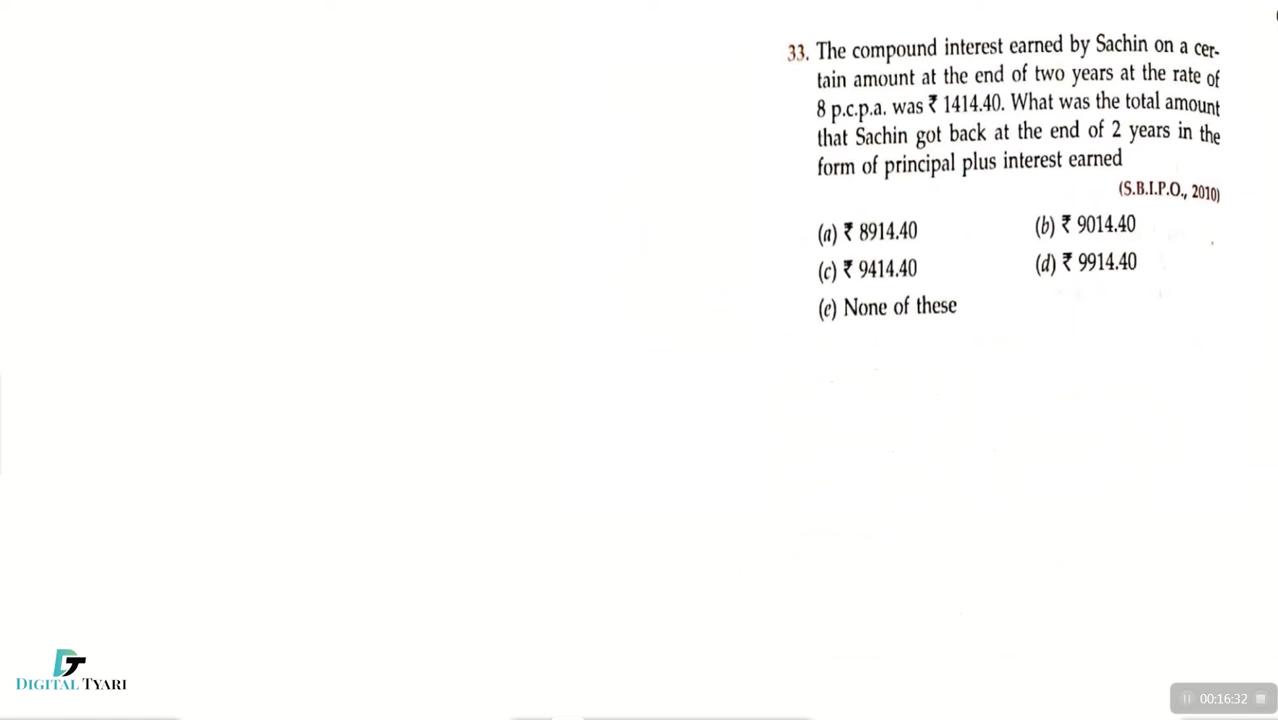 33. The compound interest earned by Sachin on a cer-
tain amount at the end of two years at the rate of
8 p.c.p.a. was ₹ 1414.40. What was the total amount
that Sachin got back at the end of 2 years in the
form of principal plus interest earned
(S.B.I.P.O., 2010)
(a) ₹ 8914.40 (b) ₹ 9014.40
(c) ₹ 9414.40 (d) ₹ 9914.40
(e) None of these
DT
DIGITAL TYARI
00:16:32